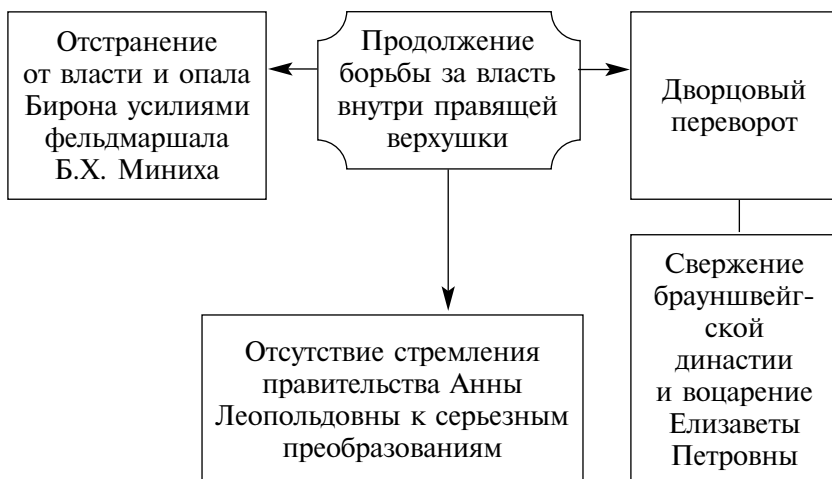 Отстранение
от власти и опала
Бирона усилиями
фельдмаршала
Б.Х. Миниха
Продолжение
борьбы за власть
внутри правящей
верхушки
Дворцовый
переворот
Отсутствие стремления
правительства Анны
Леопольдовны к серьезным
преобразованиям
Свержение
брауншвейг-
ской
династии
и воцарение
Елизаветы
Петровны